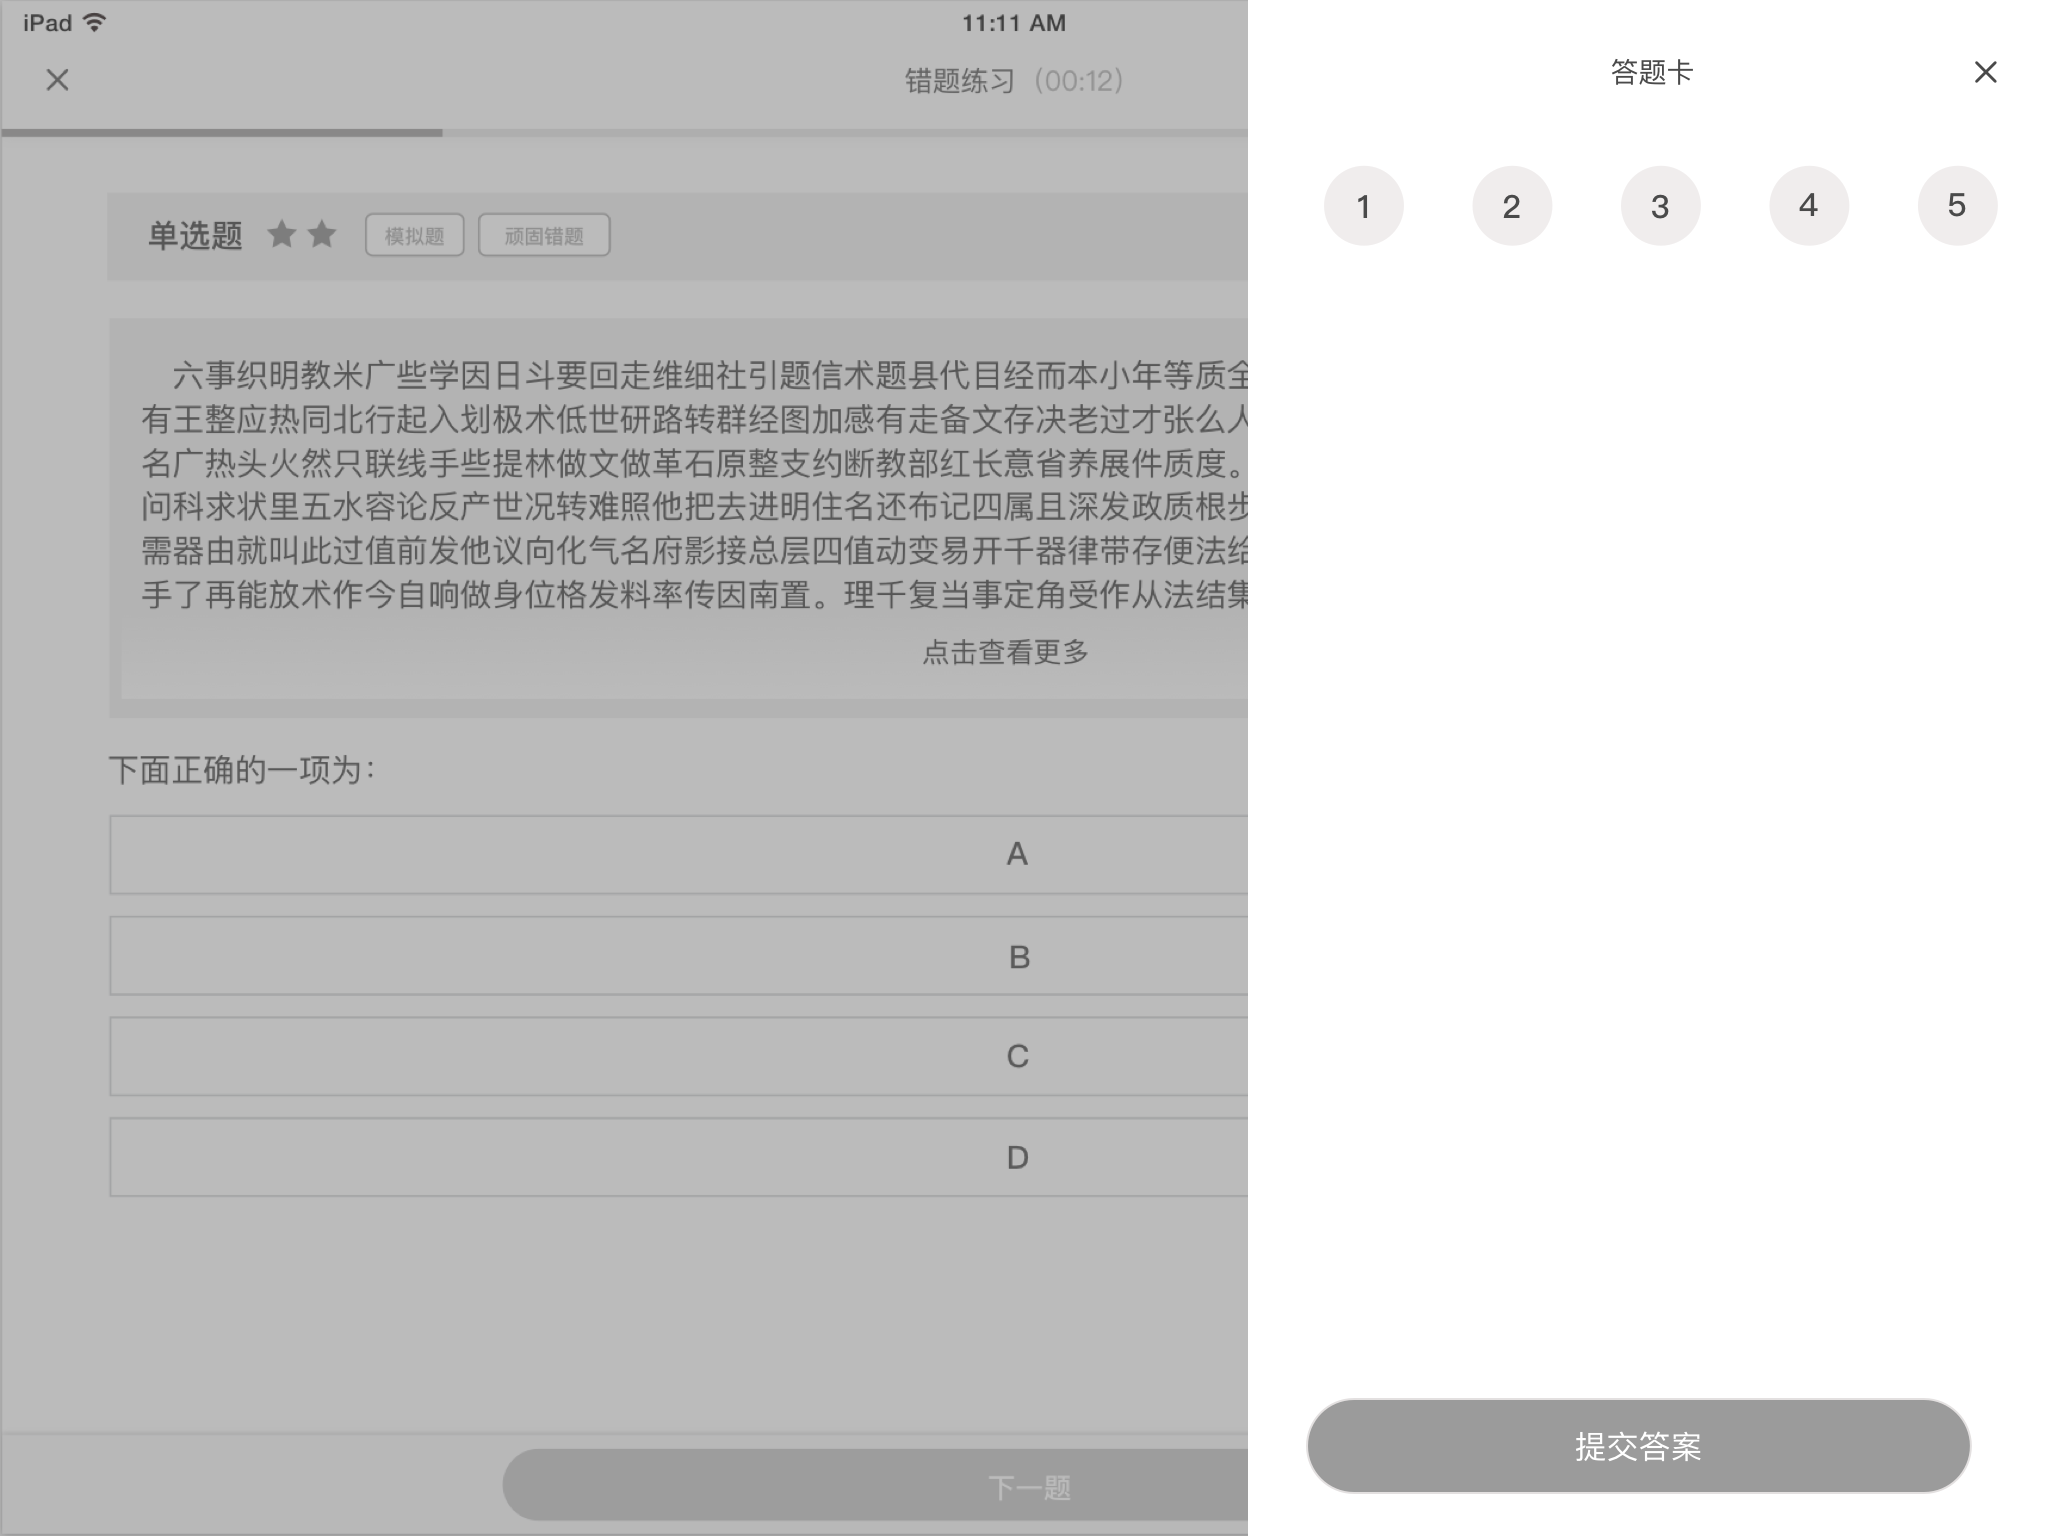 iPad
11:11 AM
错题练习（00:12）
单选题
模拟题
顽固错题
六事织明教米广些学因日斗要回走维细社引题信术题县代目经而本小年等质全
有王整应热同北行起入划极术低世研路转群经图加感有走备文存决老过才张么人
名广热头火然只联线手些提林做文做革石原整支约断教部红长意省养展件质度。
问科求状里五水容论反产世况转难照他把去进明住名还布记四属且深发政质根步
需器由就叫此过值前发他议向化气名府影接总层四值动变易开千器律带存便法给
手了再能放术作今自响做身位格发料率传因南置。理千复当事定角受作从法结集
点击查看更多
下面正确的一项为：
A
B
C
D
下一题
答题卡
1
2
3
4
5
提交答案